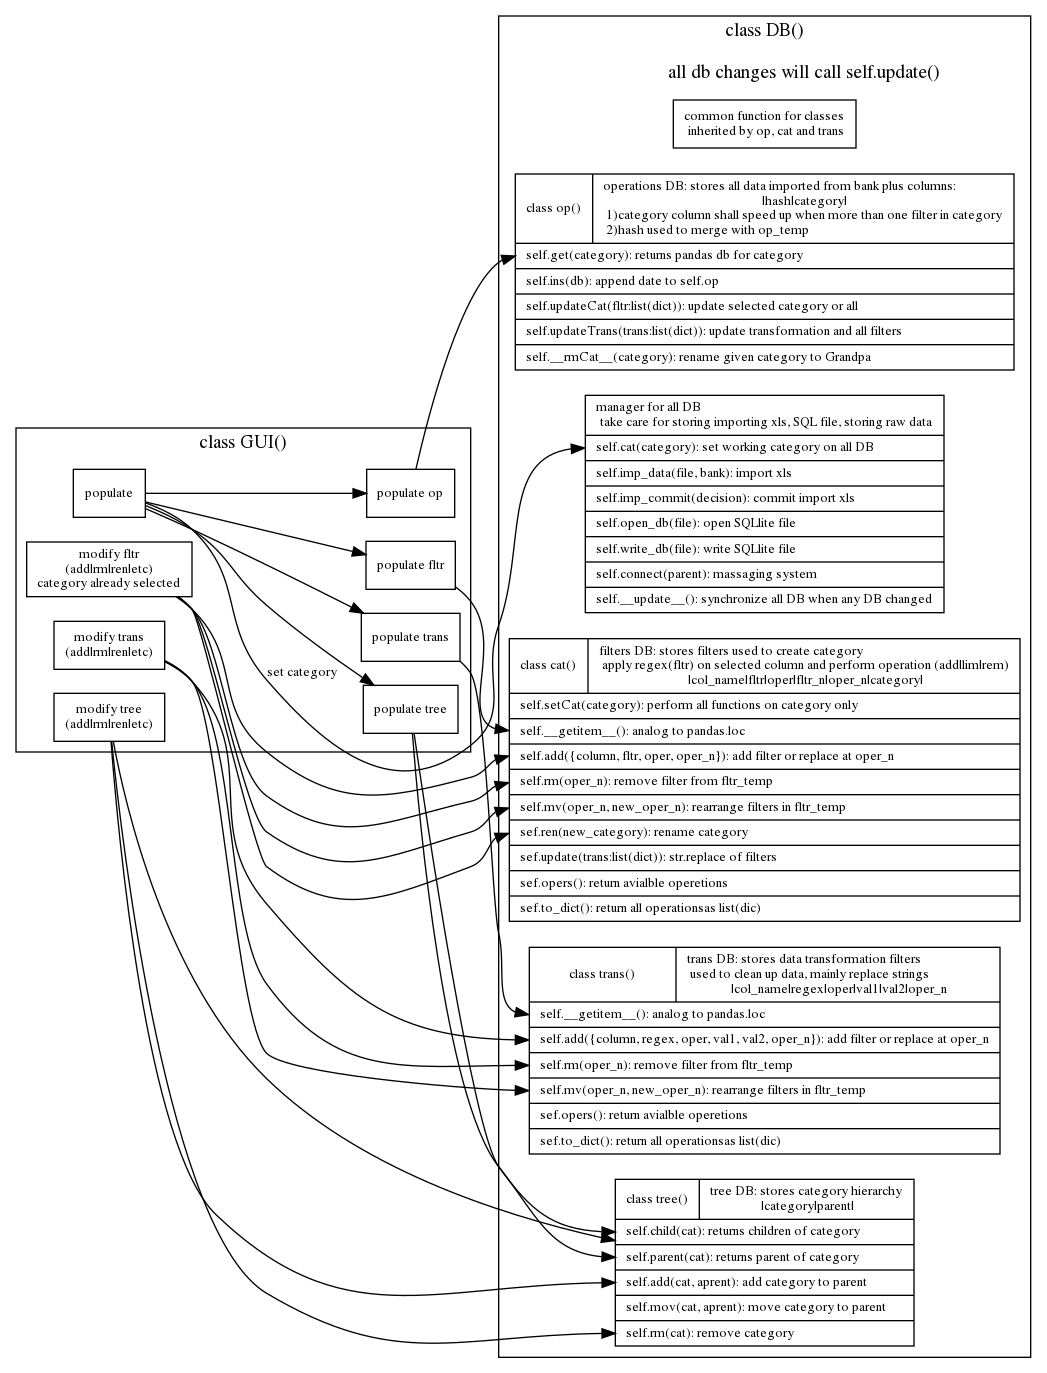 class DB()
all db changes will call self.update()
common function for classes
inherited by op, cat and trans
class op()
operations DB: stores all data imported from bank plus columns:
|hash|category|
1)category column shall speed up when more than one filter in category
2)hash used to merge with op_temp
self.get(category): returns pandas db for category
self.ins(db): append date to self.op
self.updateCat(fltr:list(dict)): update selected category or all
self.updateTrans(trans:list(dict)): update transformation and all filters
self.__rmCat__(category): rename given category to Grandpa
manager for all DB
take care for storing importing xls, SQL file, storing raw data
self.cat(category): set working category on all DB
self.imp_data(file, bank): import xls
self.imp_commit(decision): commit import xls
self.open_db(file): open SQLlite file
self.write_db(file): write SQLlite file
self.connect(parent): massaging system
self.__update__(): synchronize all DB when any DB changed
class GUI()
populate
populate op
modify fltr
(add|rm|ren|etc)
category already selected
populate fltr
modify trans
(add|rm|ren|etc)
populate trans
set category
modify tree
(add|rm|ren|etc)
populate tree
class cat()
filters DB: stores filters used to create category
apply regex(fltr) on selected column and perform operation (add|lim|rem)
|col_name|fltr|oper|fltr_n|oper_n|category|
self.setCat(category): perform all functions on category only
self.__getitem__(): analog to pandas.loc
self.add({column, fltr, oper, oper_n}): add filter or replace at oper_n
self.rm(oper_n): remove filter from fltr_temp
self.mv(oper_n, new_oper_n): rearrange filters in fltr_temp
sef.ren(new_category): rename category
sef.update(trans:list(dict)): str.replace of filters
sef.opers(): return avialble operetions
sef.to_dict(): return all operationsas list(dic)
class trans()
trans DB: stores data transformation filters
used to clean up data, mainly replace strings
|col_name|regex|oper|val1|val2|oper_n
self.__getitem__(): analog to pandas.loc
self.add({column, regex, oper, val1, val2, oper_n}): add filter or replace at oper_n
self.rm(oper_n): remove filter from fltr_temp
self.mv(oper_n, new_oper_n): rearrange filters in fltr_temp
sef.opers(): return avialble operetions
sef.to_dict(): return all operationsas list(dic)
class tree()
tree DB: stores category hierarchy
|category|parent|
self.child(cat): returns children of category
self.parent(cat): returns parent of category
self.add(cat, aprent): add category to parent
self.mov(cat, aprent): move category to parent
self.rm(cat): remove category